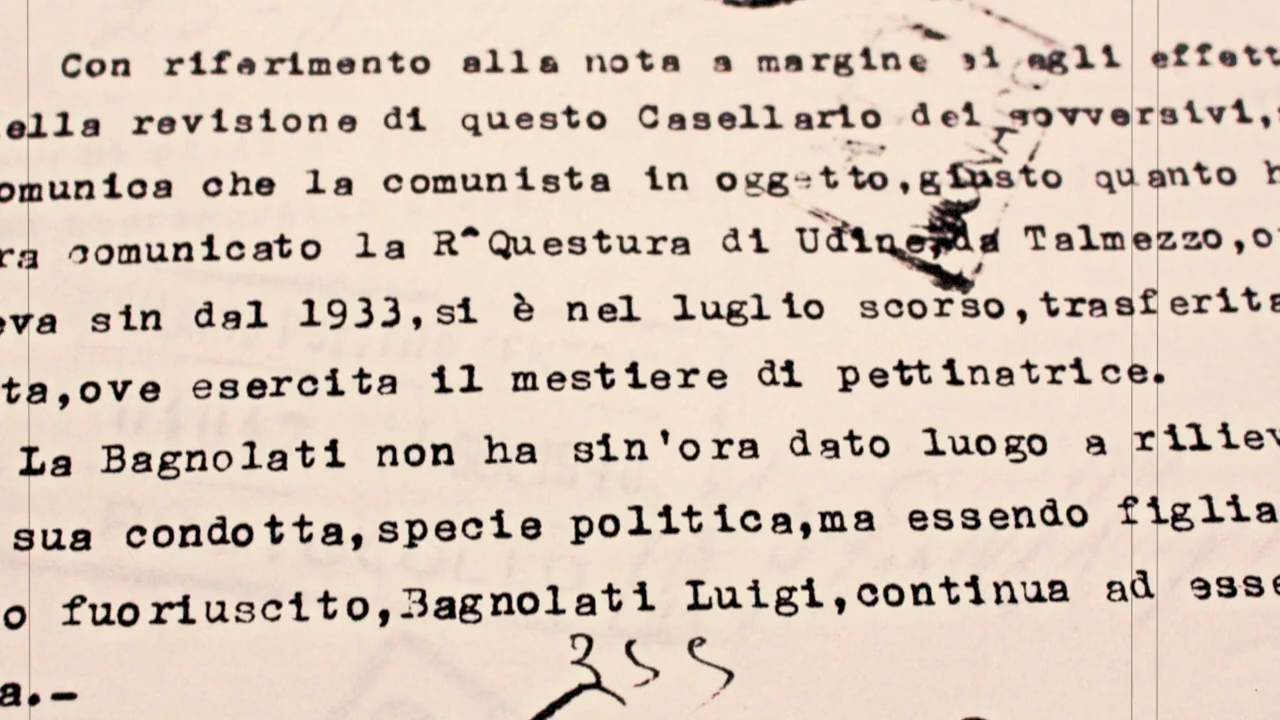 Con riferimento alla nota a margine si agli effett
ella revisione di questo Casellario dei sovversivi,
omunica che la comunista in oggetto,giusto quanto h
ra comunicato la R^Questura di Udine,da Talmezzo,o
eva sin dal 1933,si è nel luglio scorso,trasferita
ta,ove esercita il mestiere di pettinatrice.
La Bagnolati non ha sin'ora dato luogo a riliev
sua condotta,specie politica,ma essendo figlia
o fuoriuscito,Bagnolati Luigi,continua ad esse
355
a.-